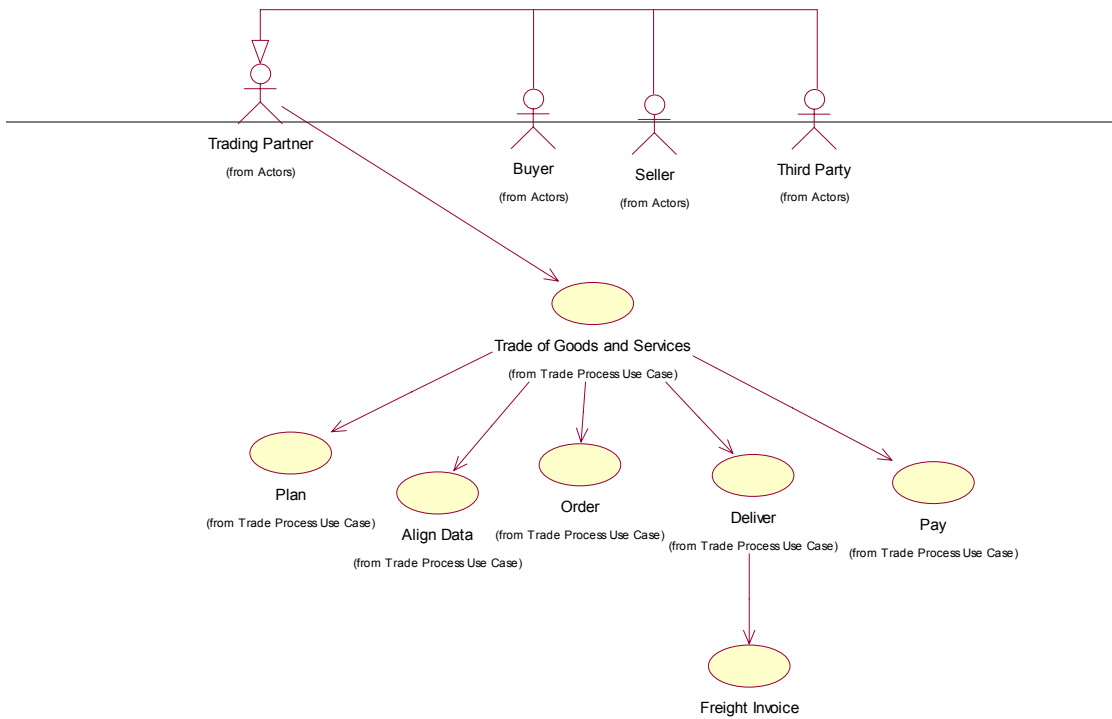 Trading Partner
(from Actors)
Buyer
(from Actors)
Seller
(from Actors)
Third Party
(from Actors)
Trade of Goods and Services
(from Trade Process Use Case)
Plan
(from Trade Process Use Case)
Align Data
(from Trade Process Use Case)
Order
(from Trade Process Use Case)
Deliver
(from Trade Process Use Case)
Pay
(from Trade Process Use Case)
Freight Invoice